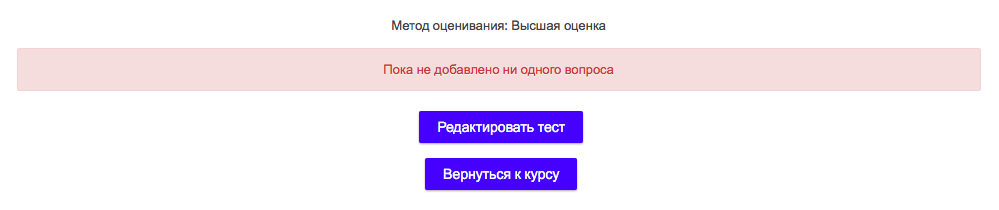 Метод оценивания: Высшая оценка
Пока не добавлено ни одного вопроса
Редактировать тест
Вернуться к курсу